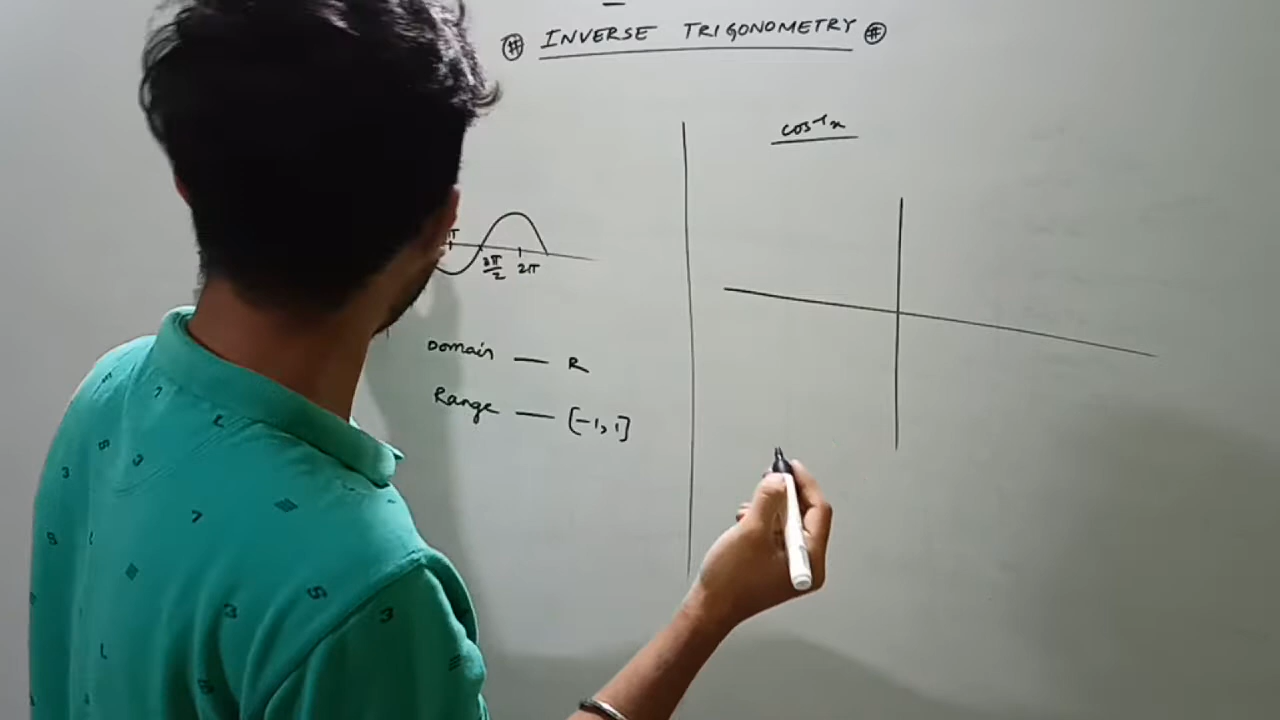 # INVERSE TRIGONOMETRY #
cos⁻¹x
π
3π/2 2π
Domain — R
Range — [-1, 1]